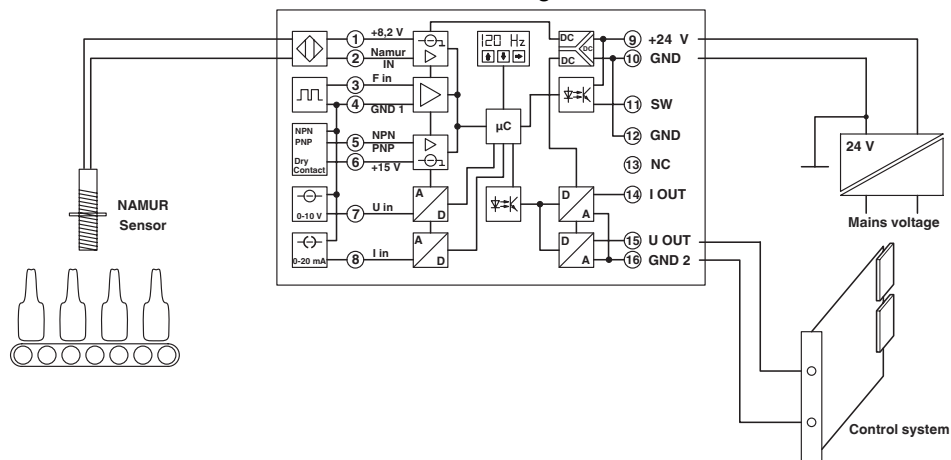 1 +8,2 V
2 Namur
IN
3 F in
4 GND 1
NPN
PNP
Dry
Contact
5 NPN
PNP
6 +15 V
0-10 V
7 U in
0-20 mA
8 I in
120 Hz
µC
A
D
A
D
DC
DC
DC
D
A
D
A
9 +24 V
10 GND
11 SW
12 GND
13 NC
14 I OUT
15 U OUT
16 GND 2
NAMUR
Sensor
24 V
Mains voltage
Control system